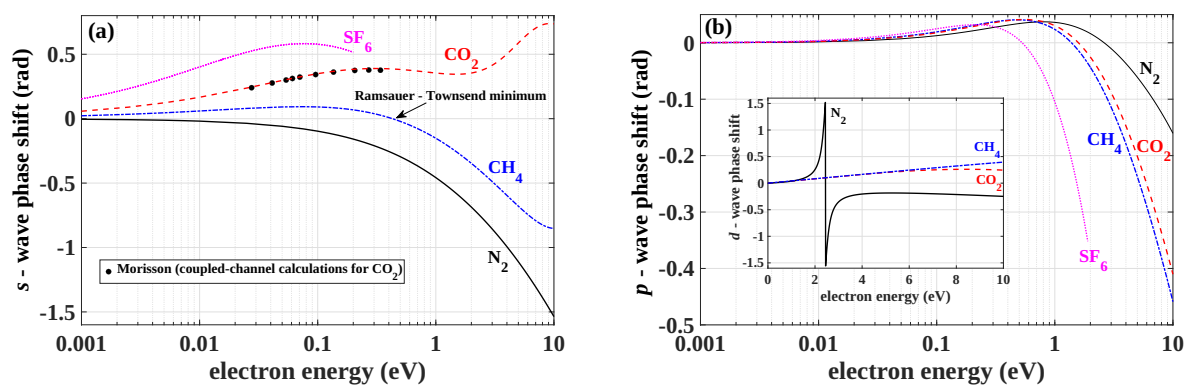 (a)
s - wave phase shift (rad)
0.5
0
-0.5
-1
-1.5
SF6
CO2
Ramsauer - Townsend minimum
CH4
N2
Morisson (coupled-channel calculations for CO2)
0.001
0.01
0.1
1
10
electron energy (eV)
(b)
p - wave phase shift (rad)
0
-0.1
-0.2
-0.3
-0.4
-0.5
N2
CH4
CO2
SF6
0.001
0.01
0.1
1
10
electron energy (eV)
d - wave phase shift
1.5
1
0.5
0
-0.5
-1
-1.5
N2
CH4
CO2
0
2
4
6
8
10
electron energy (eV)